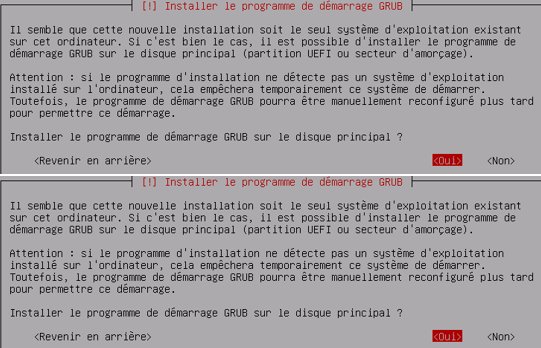 [!] Installer le programme de démarrage GRUB
Il semble que cette nouvelle installation soit le seul système d'exploitation existant
sur cet ordinateur. Si c'est bien le cas, il est possible d'installer le programme de
démarrage GRUB sur le disque principal (partition UEFI ou secteur d'amorçage).
Attention : si le programme d'installation ne détecte pas un système d'exploitation
installé sur l'ordinateur, cela empêchera temporairement ce système de démarrer.
Toutefois, le programme de démarrage GRUB pourra être manuellement reconfiguré plus tard
pour permettre ce démarrage.
Installer le programme de démarrage GRUB sur le disque principal ?
<Revenir en arrière> <Oui> <Non>
[!] Installer le programme de démarrage GRUB
Il semble que cette nouvelle installation soit le seul système d'exploitation existant
sur cet ordinateur. Si c'est bien le cas, il est possible d'installer le programme de
démarrage GRUB sur le disque principal (partition UEFI ou secteur d'amorçage).
Attention : si le programme d'installation ne détecte pas un système d'exploitation
installé sur l'ordinateur, cela empêchera temporairement ce système de démarrer.
Toutefois, le programme de démarrage GRUB pourra être manuellement reconfiguré plus tard
pour permettre ce démarrage.
Installer le programme de démarrage GRUB sur le disque principal ?
<Revenir en arrière> <Oui> <Non>